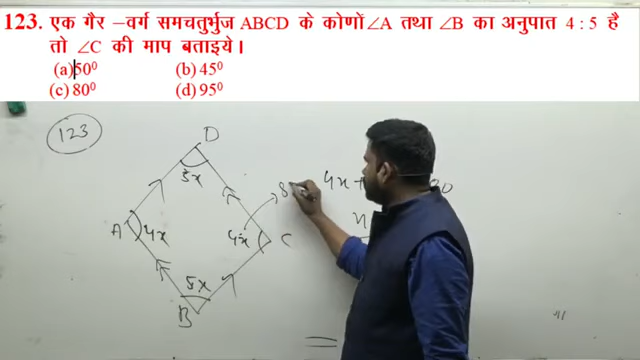 123. एक गैर –वर्ग समचतुर्भुज ABCD के कोणों ∠A तथा ∠B का अनुपात 4 : 5 है
तो ∠C की माप बताइये।
(a) 50⁰ (b) 45⁰
(c) 80⁰ (d) 95⁰
123
D
5x
8
4x +
A
4x
4x
C
5x
B